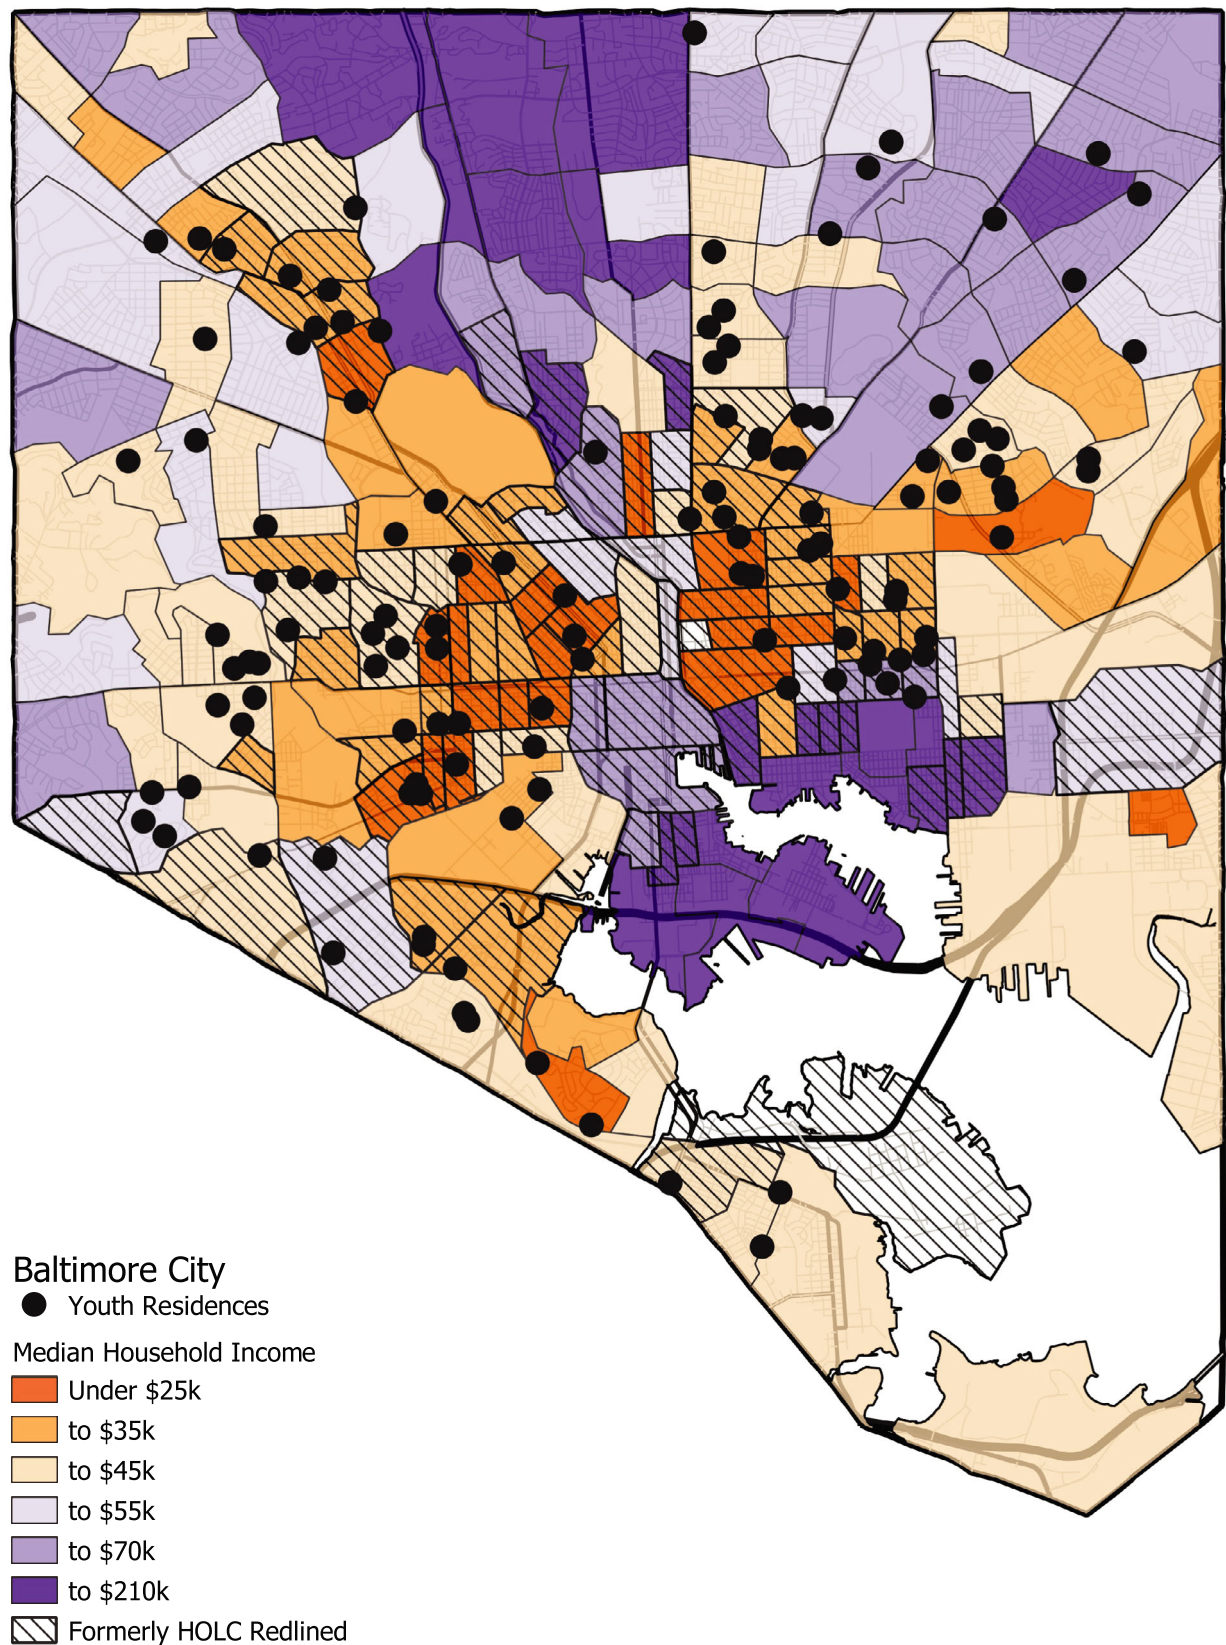 Baltimore City
Youth Residences
Median Household Income
Under $25k
to $35k
to $45k
to $55k
to $70k
to $210k
Formerly HOLC Redlined